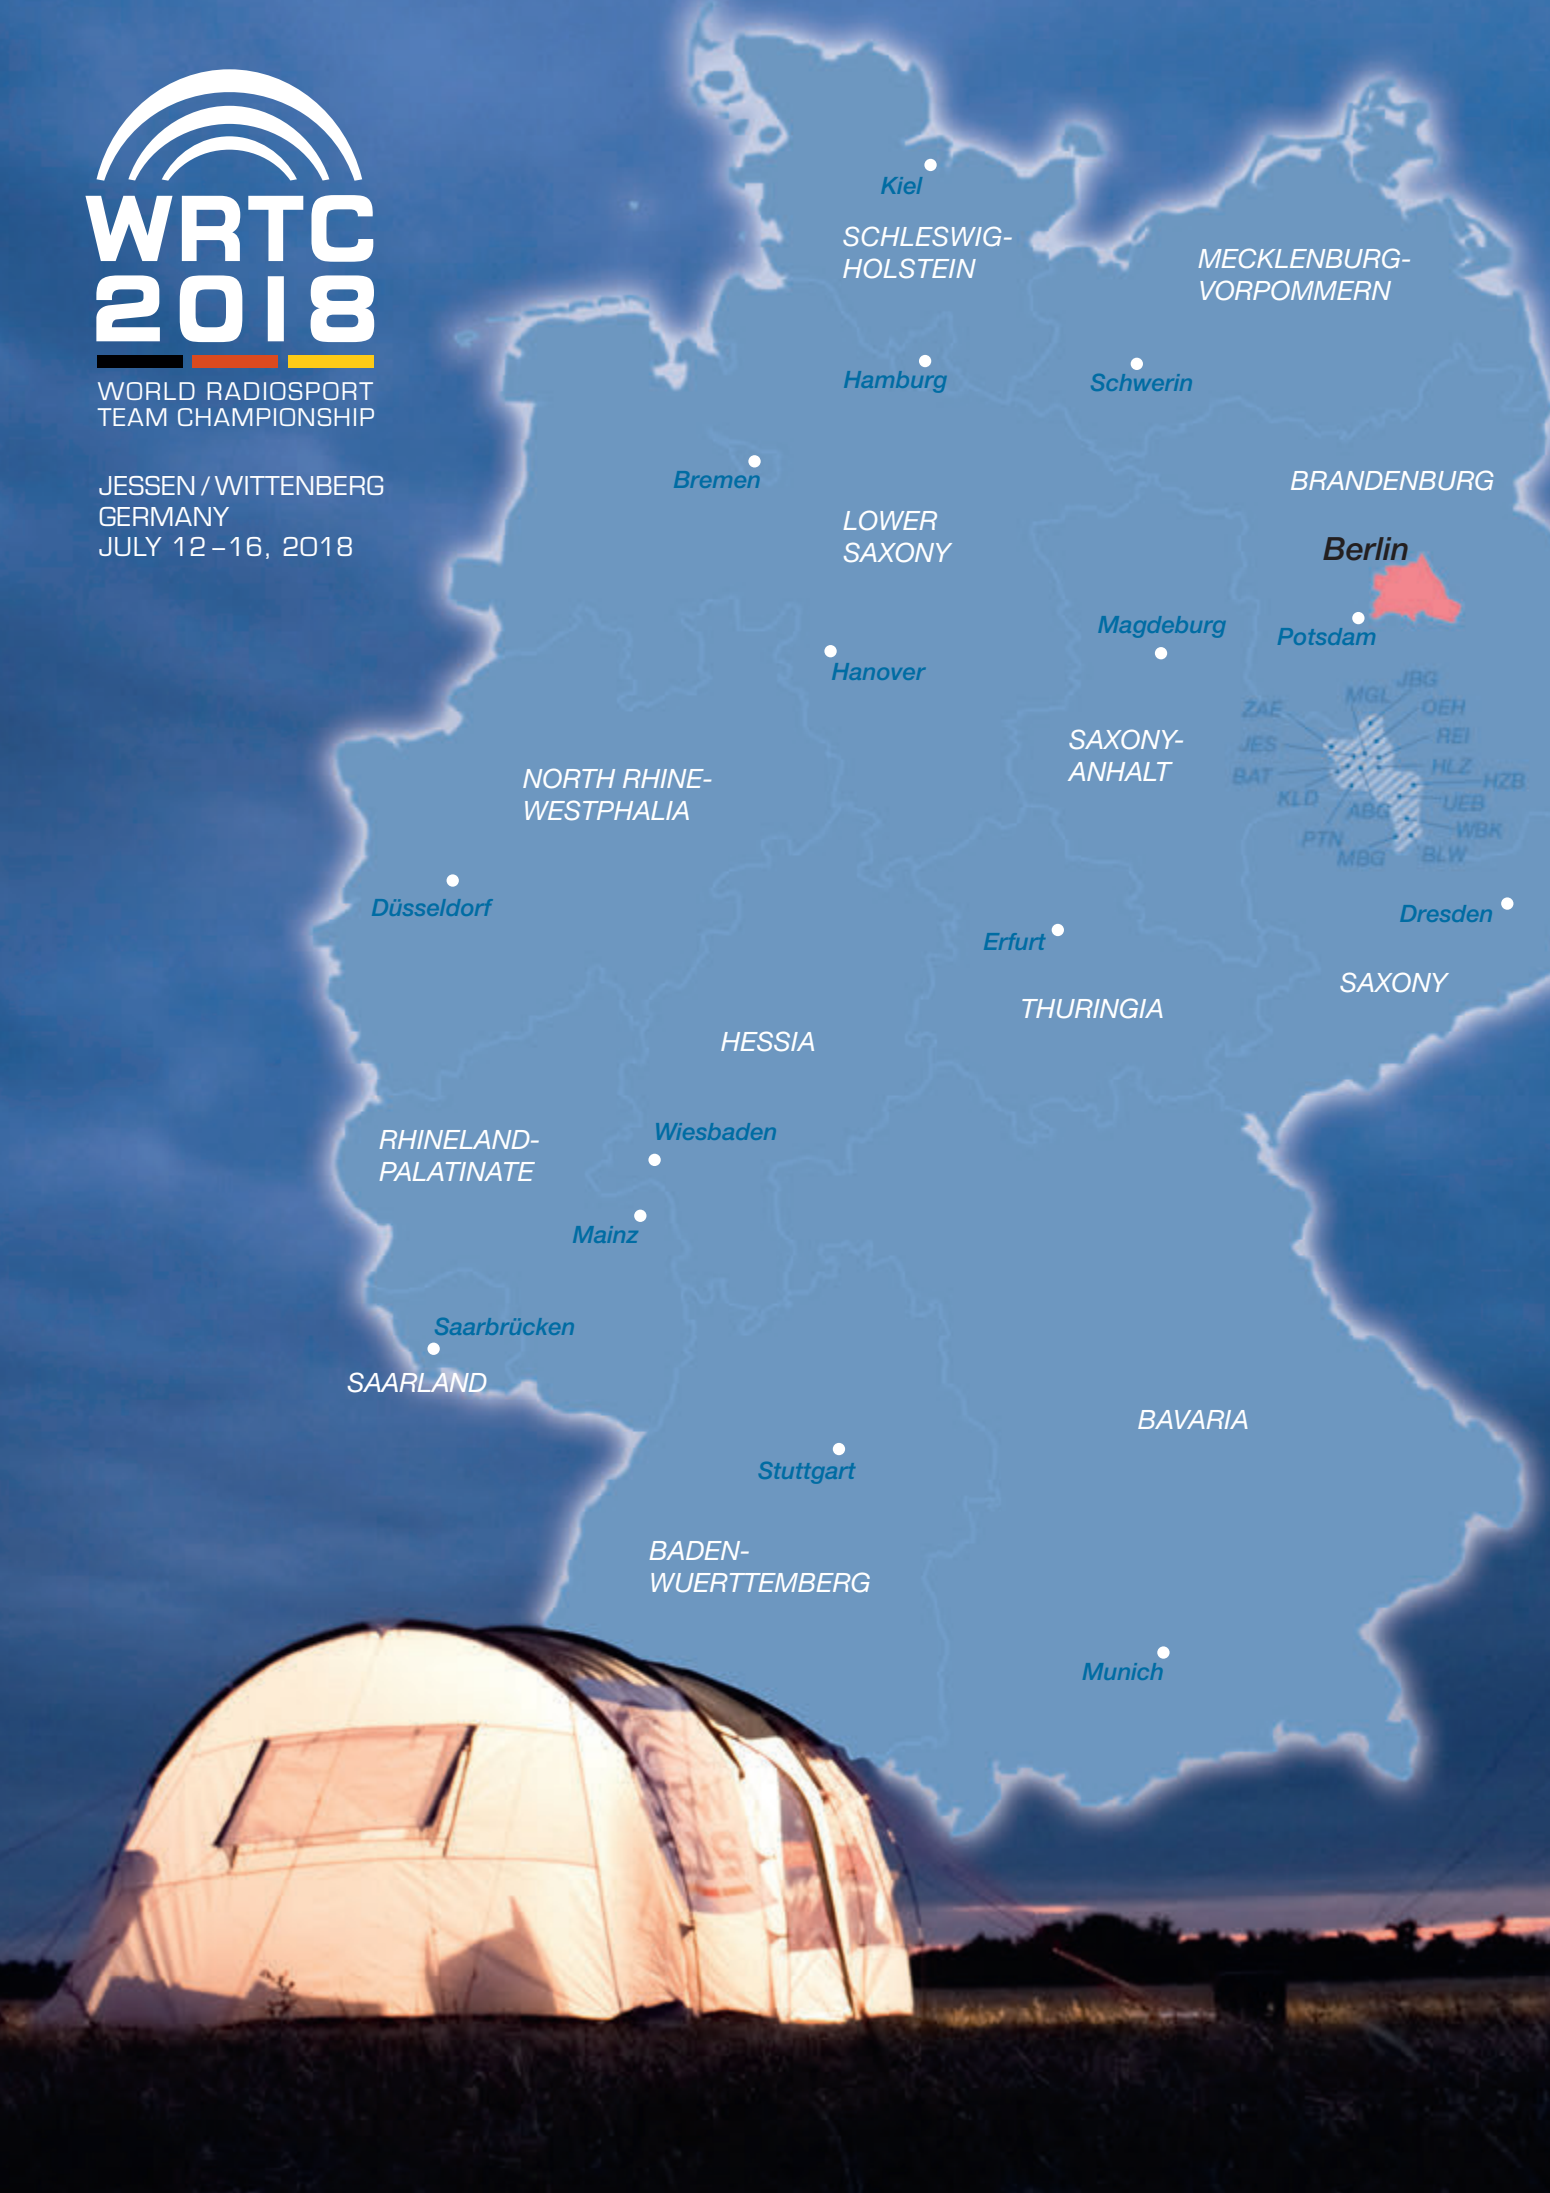 WRTC
2018
WORLD RADIOSPORT
TEAM CHAMPIONSHIP
JESSEN / WITTENBERG
GERMANY
JULY 12–16, 2018
Kiel
SCHLESWIG-
HOLSTEIN
MECKLENBURG-
VORPOMMERN
Hamburg
Schwerin
Bremen
BRANDENBURG
LOWER
SAXONY
Berlin
Magdeburg
Potsdam
Hanover
JBG
MGL
ZAE
OEH
JES
REI
BAT
HLZ
HZB
KLD
ABG
UEB
WBK
PTN
MBG
BLW
SAXONY-
ANHALT
NORTH RHINE-
WESTPHALIA
Düsseldorf
Dresden
Erfurt
SAXONY
THURINGIA
HESSIA
RHINELAND-
PALATINATE
Wiesbaden
Mainz
Saarbrücken
SAARLAND
BAVARIA
Stuttgart
BADEN-
WUERTTEMBERG
Munich